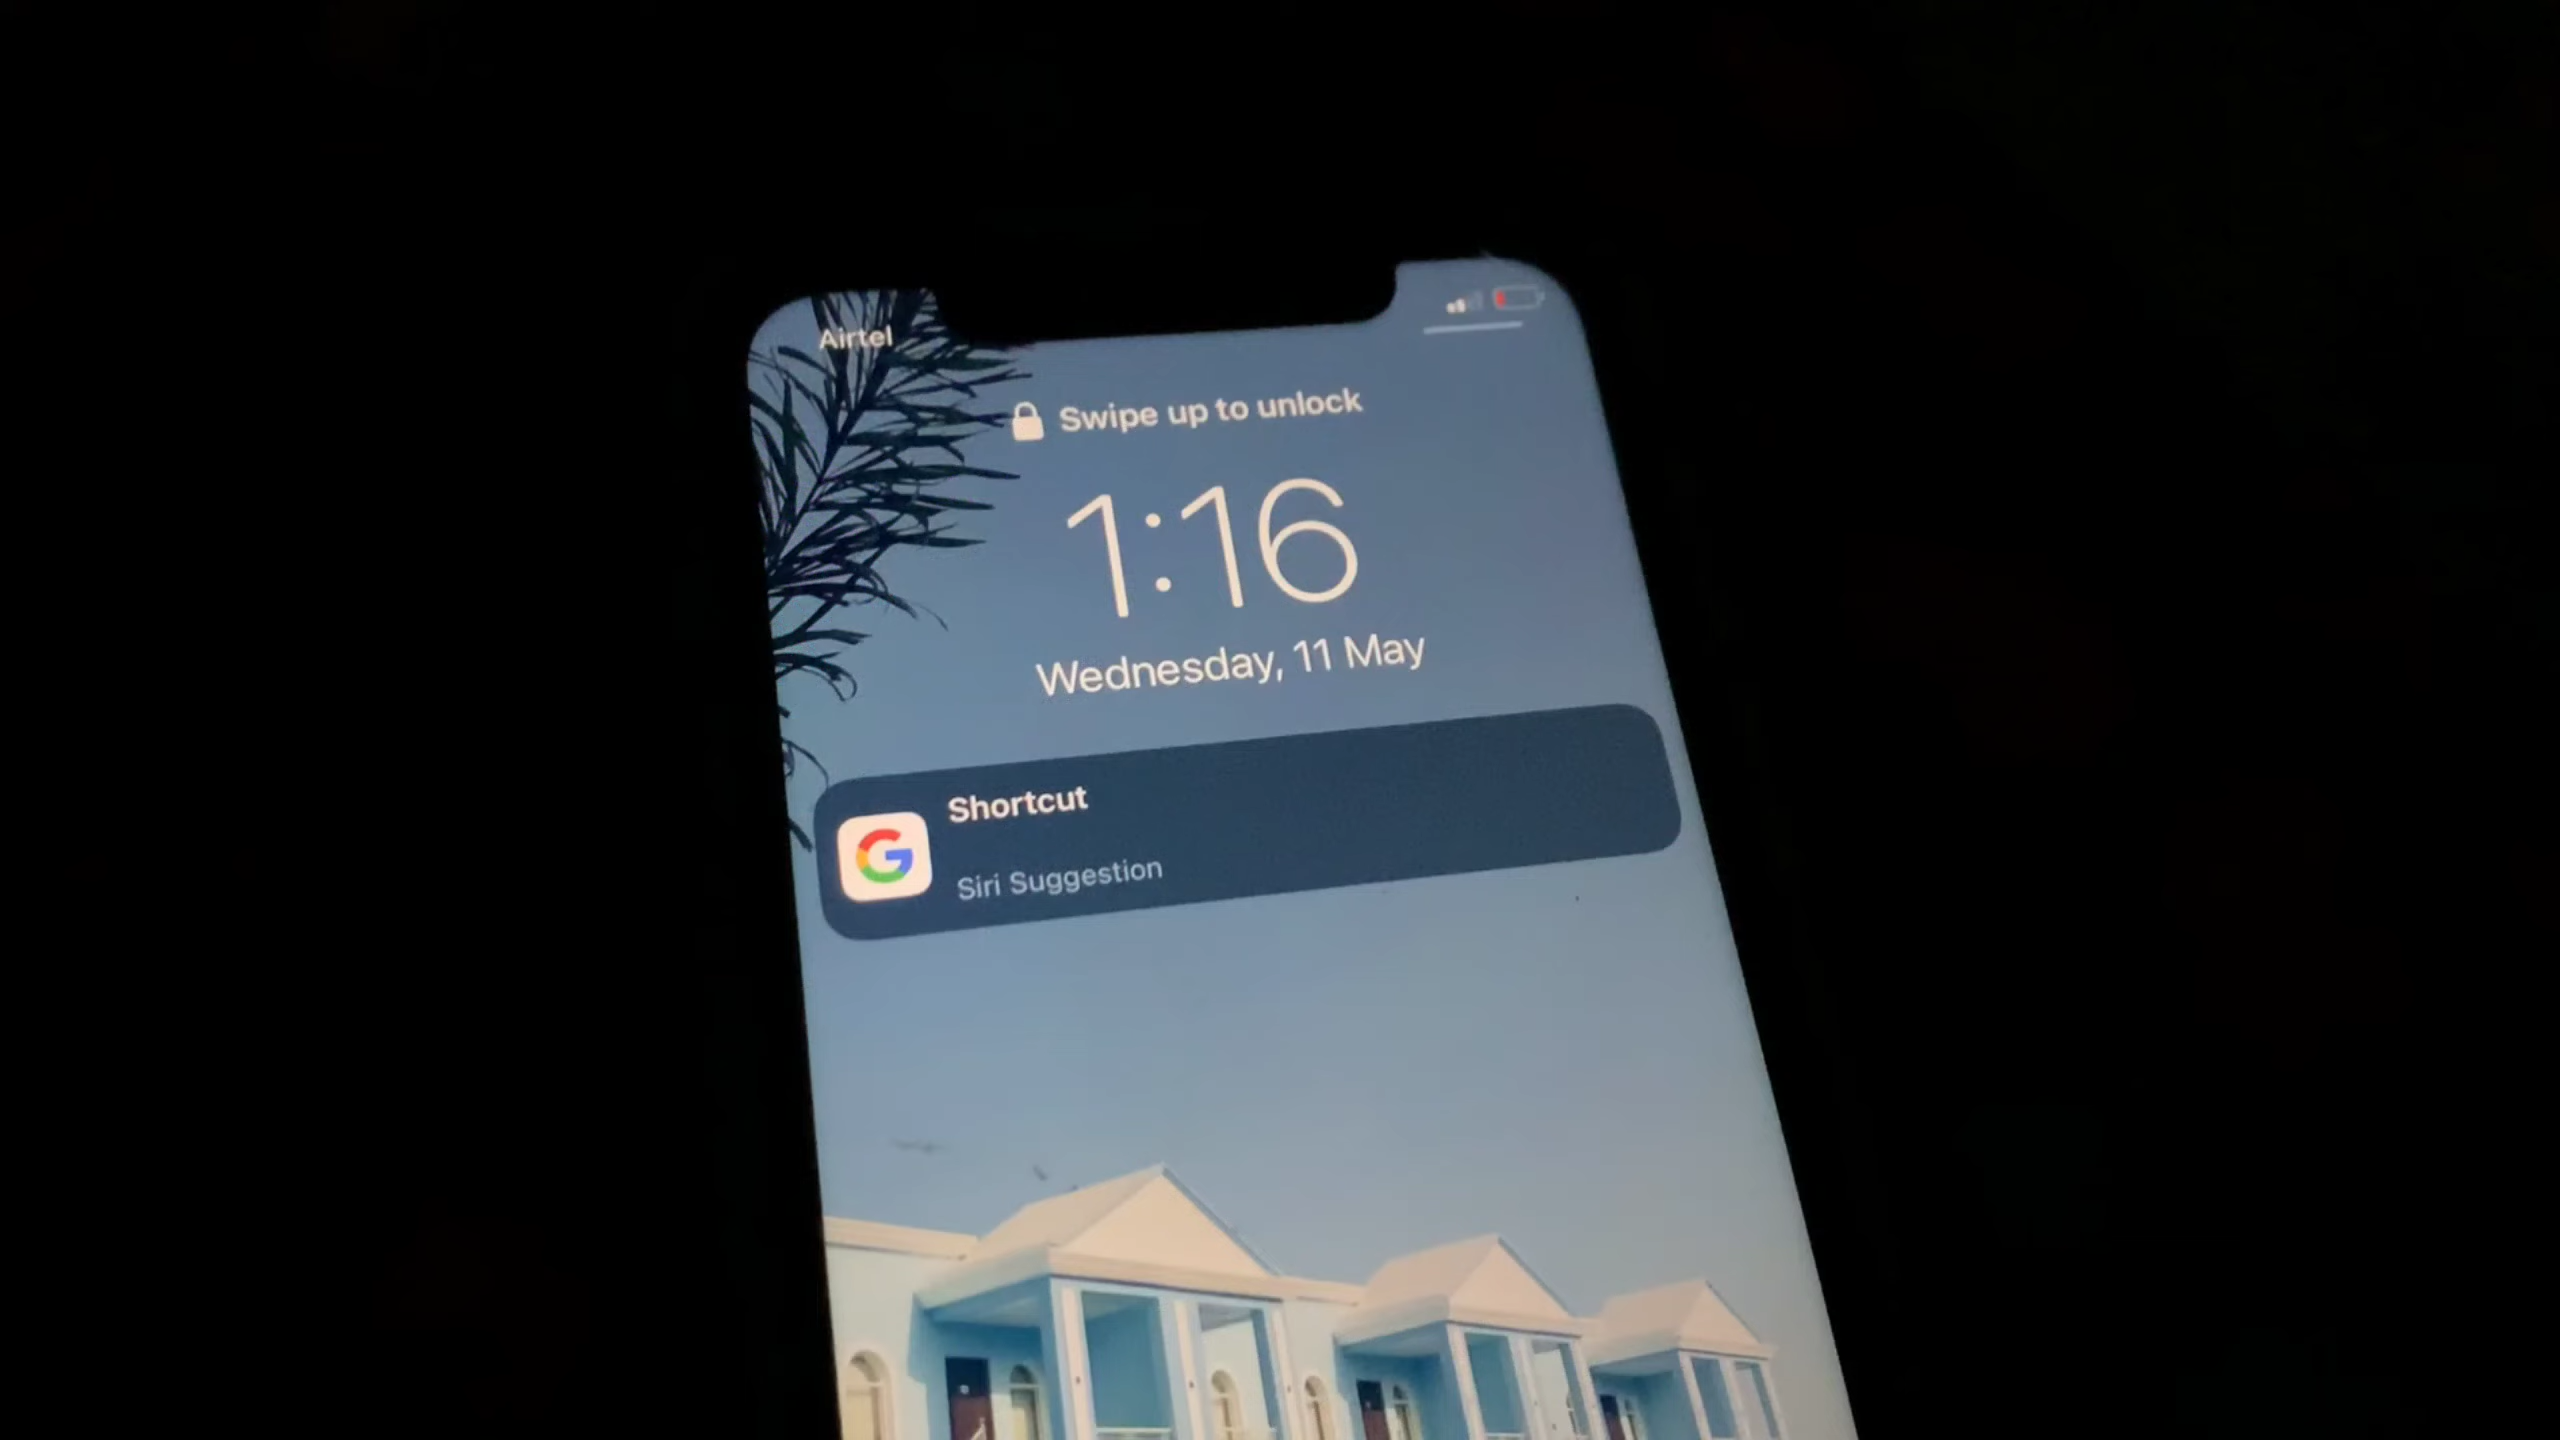 Airtel
Swipe up to unlock
1:16
Wednesday, 11 May
Shortcut
Siri Suggestion